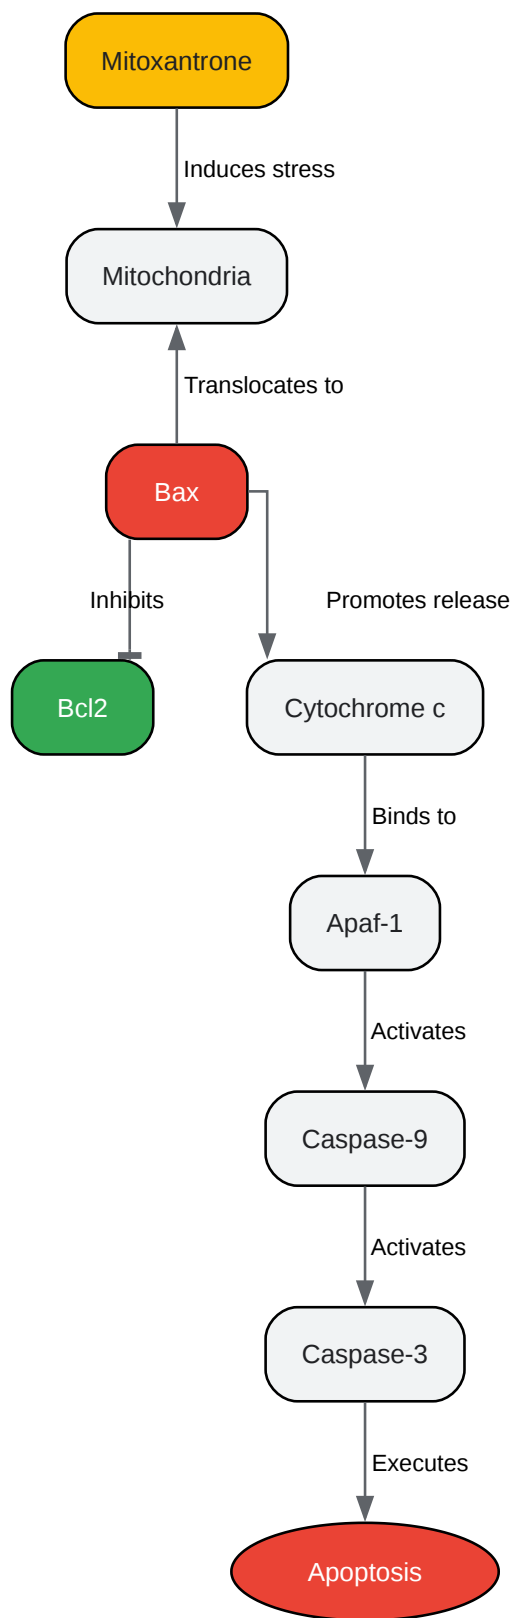 Mitoxantrone
Induces stress
Mitochondria
Translocates to
Bax
Inhibits
Promotes release
Bcl2
Cytochrome c
Binds to
Apaf-1
Activates
Caspase-9
Activates
Caspase-3
Executes
Apoptosis